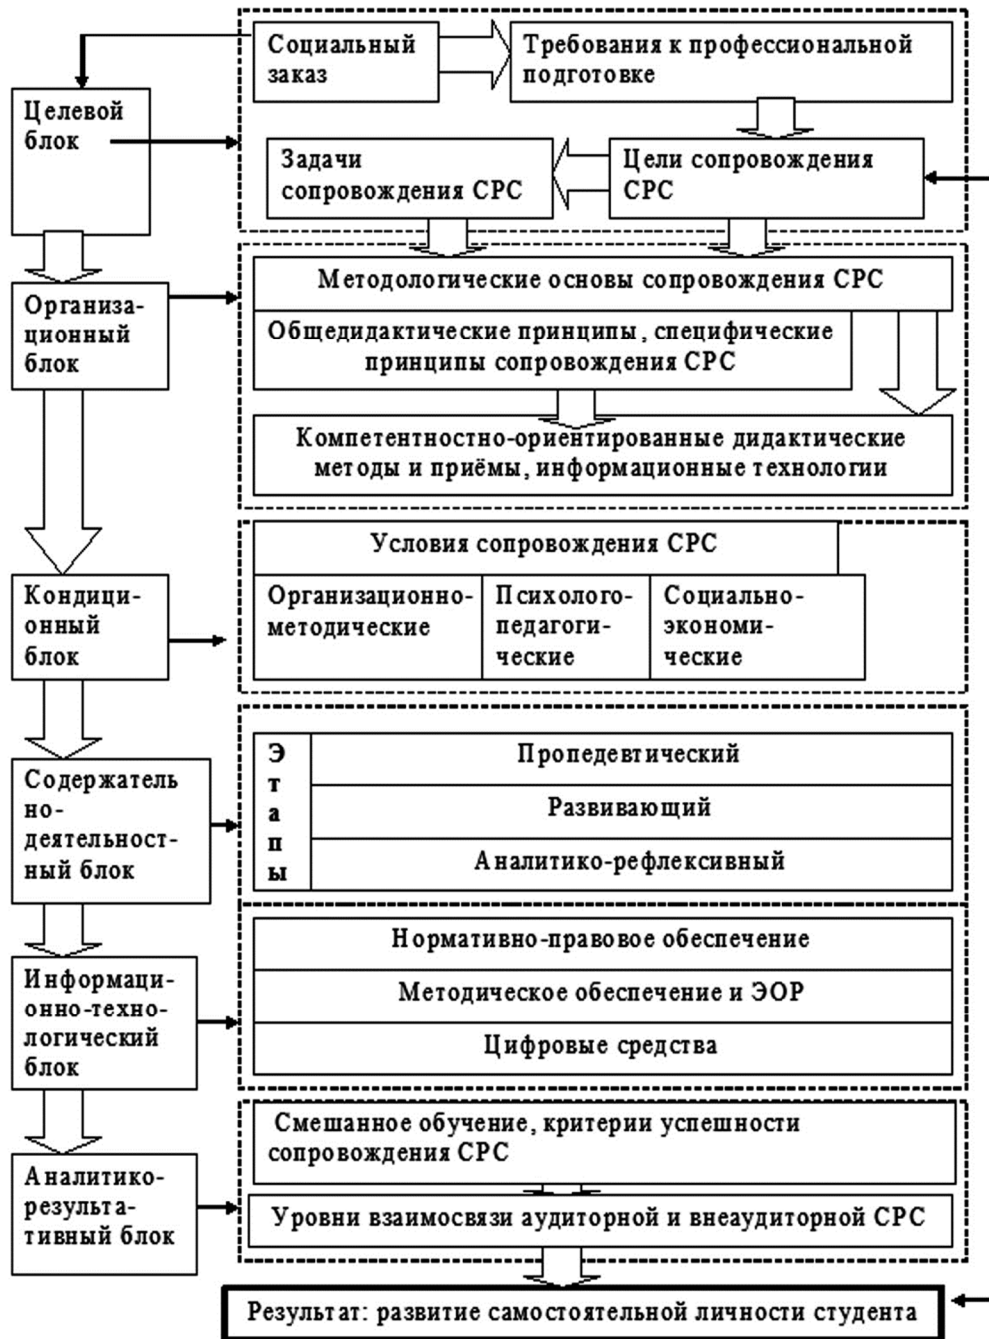 Социальный
заказ
Требования к профессиональной
подготовке
Целевой
блок
Задачи
сопровождения СРС
Цели сопровождения
СРС
Организа-
ционный
блок
Методологические основы сопровождения СРС
Общедидактические принципы, специфические
принципы сопровождения СРС
Компетентностно-ориентированные дидактические
методы и приёмы, информационные технологии
Кондици-
онный
блок
Условия сопровождения СРС
Организационно-
методические
Психолого-
педагоги-
ческие
Социально-
экономи-
ческие
Содержатель
но-
деятельност-
ный блок
Этапы
Пропедевтический
Развивающий
Аналитико-рефлексивный
Информаци-
онно-техно-
логический
блок
Нормативно-правовое обеспечение
Методическое обеспечение и ЭОР
Цифровые средства
Аналитико-
результа-
тивный блок
Смешанное обучение, критерии успешности
сопровождения СРС
Уровни взаимосвязи аудиторной и внеаудиторной СРС
Результат: развитие самостоятельной личности студента